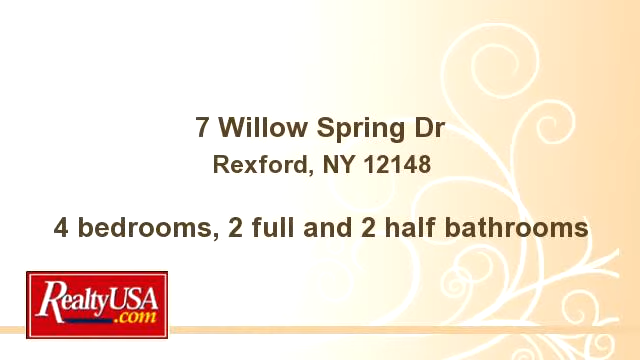 7 Willow Spring Dr
Rexford, NY 12148
4 bedrooms, 2 full and 2 half bathrooms
RealtyUSA
.com